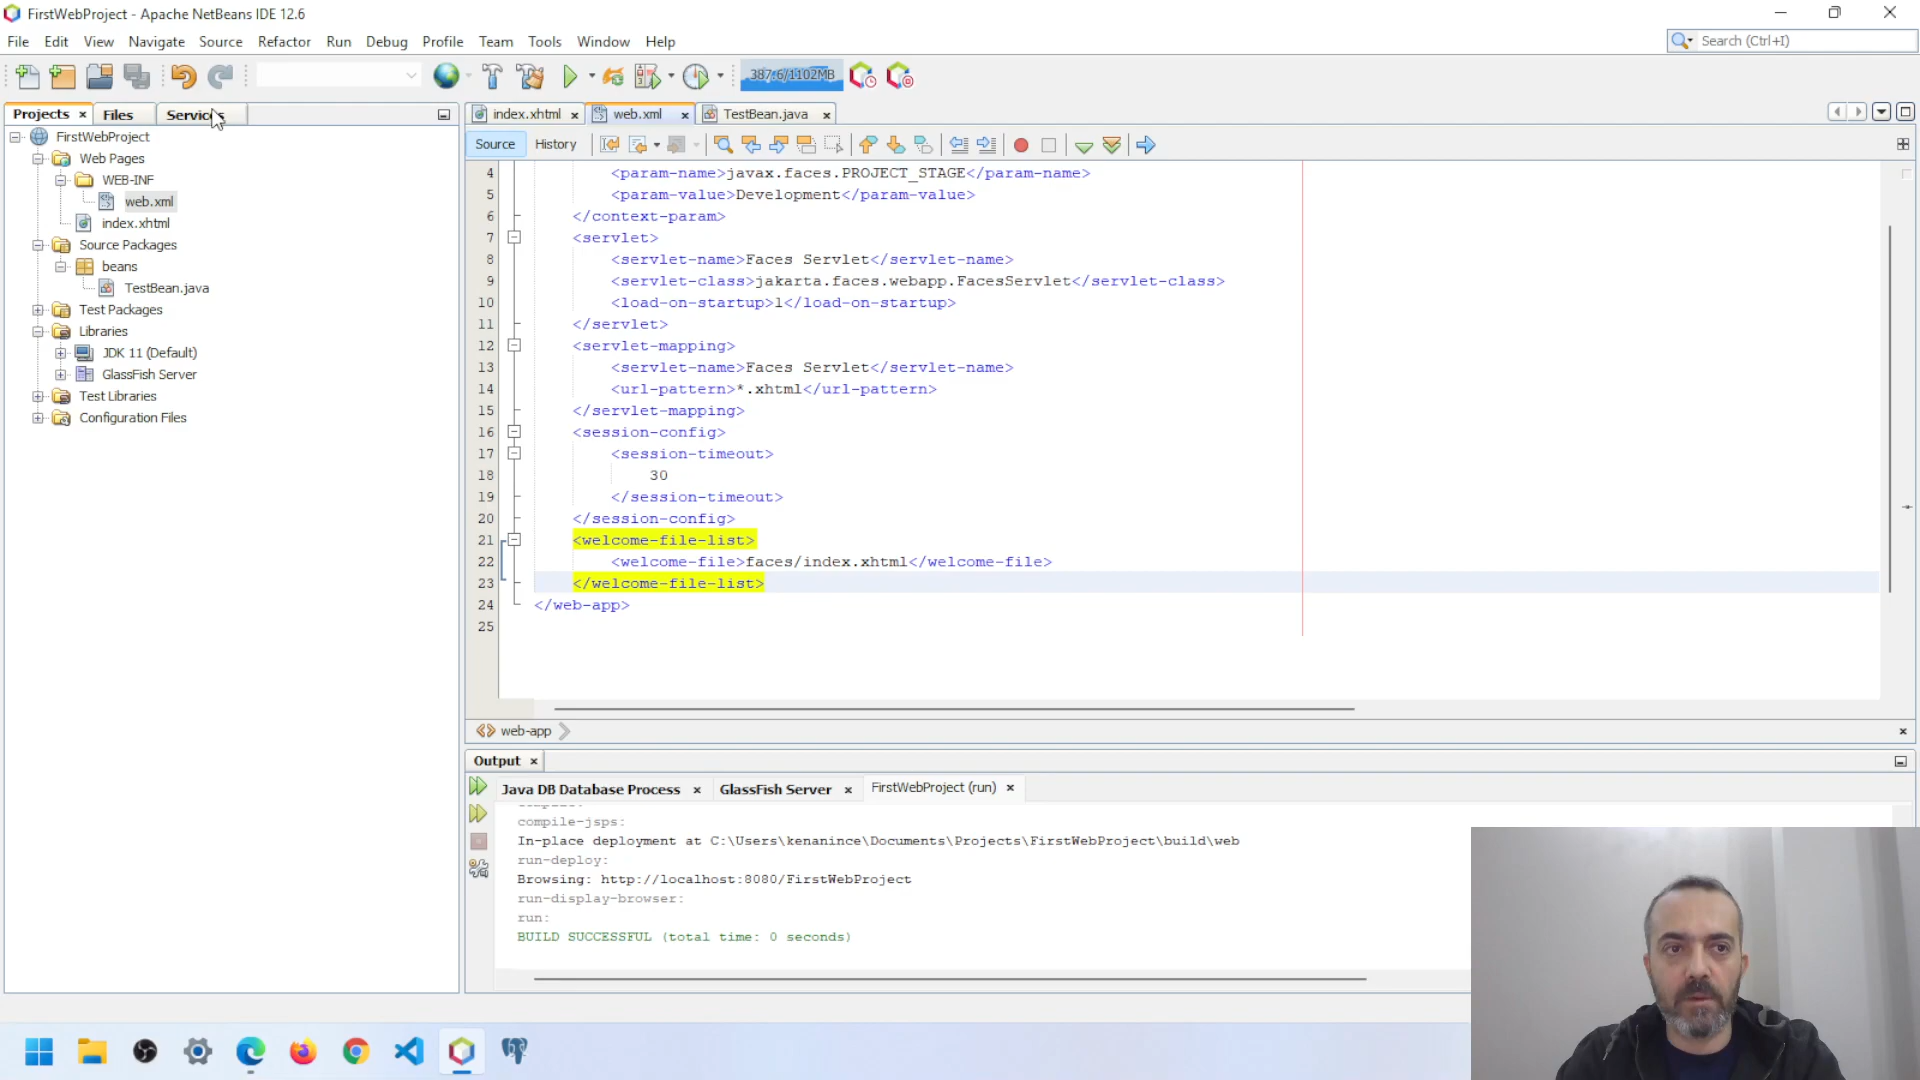 FirstWebProject - Apache NetBeans IDE 12.6
File Edit View Navigate Source Refactor Run Debug Profile Team Tools Window Help
Search (Ctrl+I)
387.6/1102MB
Projects Files Services
index.xhtml web.xml TestBean.java
FirstWebProject
Web Pages
WEB-INF
web.xml
index.xhtml
Source Packages
beans
TestBean.java
Test Packages
Libraries
JDK 11 (Default)
GlassFish Server
Test Libraries
Configuration Files
Source History
4 <param-name>javax.faces.PROJECT_STAGE</param-name>
5 <param-value>Development</param-value>
6 </context-param>
7 <servlet>
8 <servlet-name>Faces Servlet</servlet-name>
9 <servlet-class>jakarta.faces.webapp.FacesServlet</servlet-class>
10 <load-on-startup>1</load-on-startup>
11 </servlet>
12 <servlet-mapping>
13 <servlet-name>Faces Servlet</servlet-name>
14 <url-pattern>*.xhtml</url-pattern>
15 </servlet-mapping>
16 <session-config>
17 <session-timeout>
18 30
19 </session-timeout>
20 </session-config>
21 <welcome-file-list>
22 <welcome-file>faces/index.xhtml</welcome-file>
23 </welcome-file-list>
24 </web-app>
25
web-app
Output
Java DB Database Process GlassFish Server FirstWebProject (run)
compile-jsps:
In-place deployment at C:\Users\kenanince\Documents\Projects\FirstWebProject\build\web
run-deploy:
Browsing: http://localhost:8080/FirstWebProject
run-display-browser:
run:
BUILD SUCCESSFUL (total time: 0 seconds)